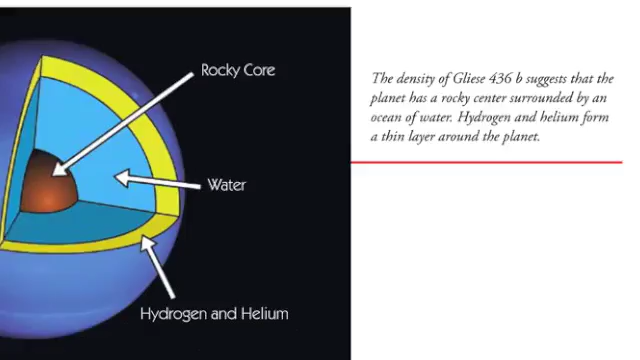 Rocky Core
Water
Hydrogen and Helium
The density of Gliese 436 b suggests that the
planet has a rocky center surrounded by an
ocean of water. Hydrogen and helium form
a thin layer around the planet.